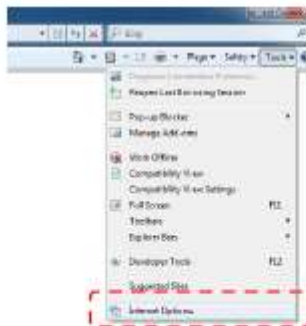 Bing
Page Safety Tools
Reopen Last Browsing Session
Pop-up Blocker
Manage Add-ons
Work Offline
Compatibility View
Compatibility View Settings
Full Screen F11
Toolbars
Explorer Bars
Developer Tools F12
Suggested Sites
Internet Options